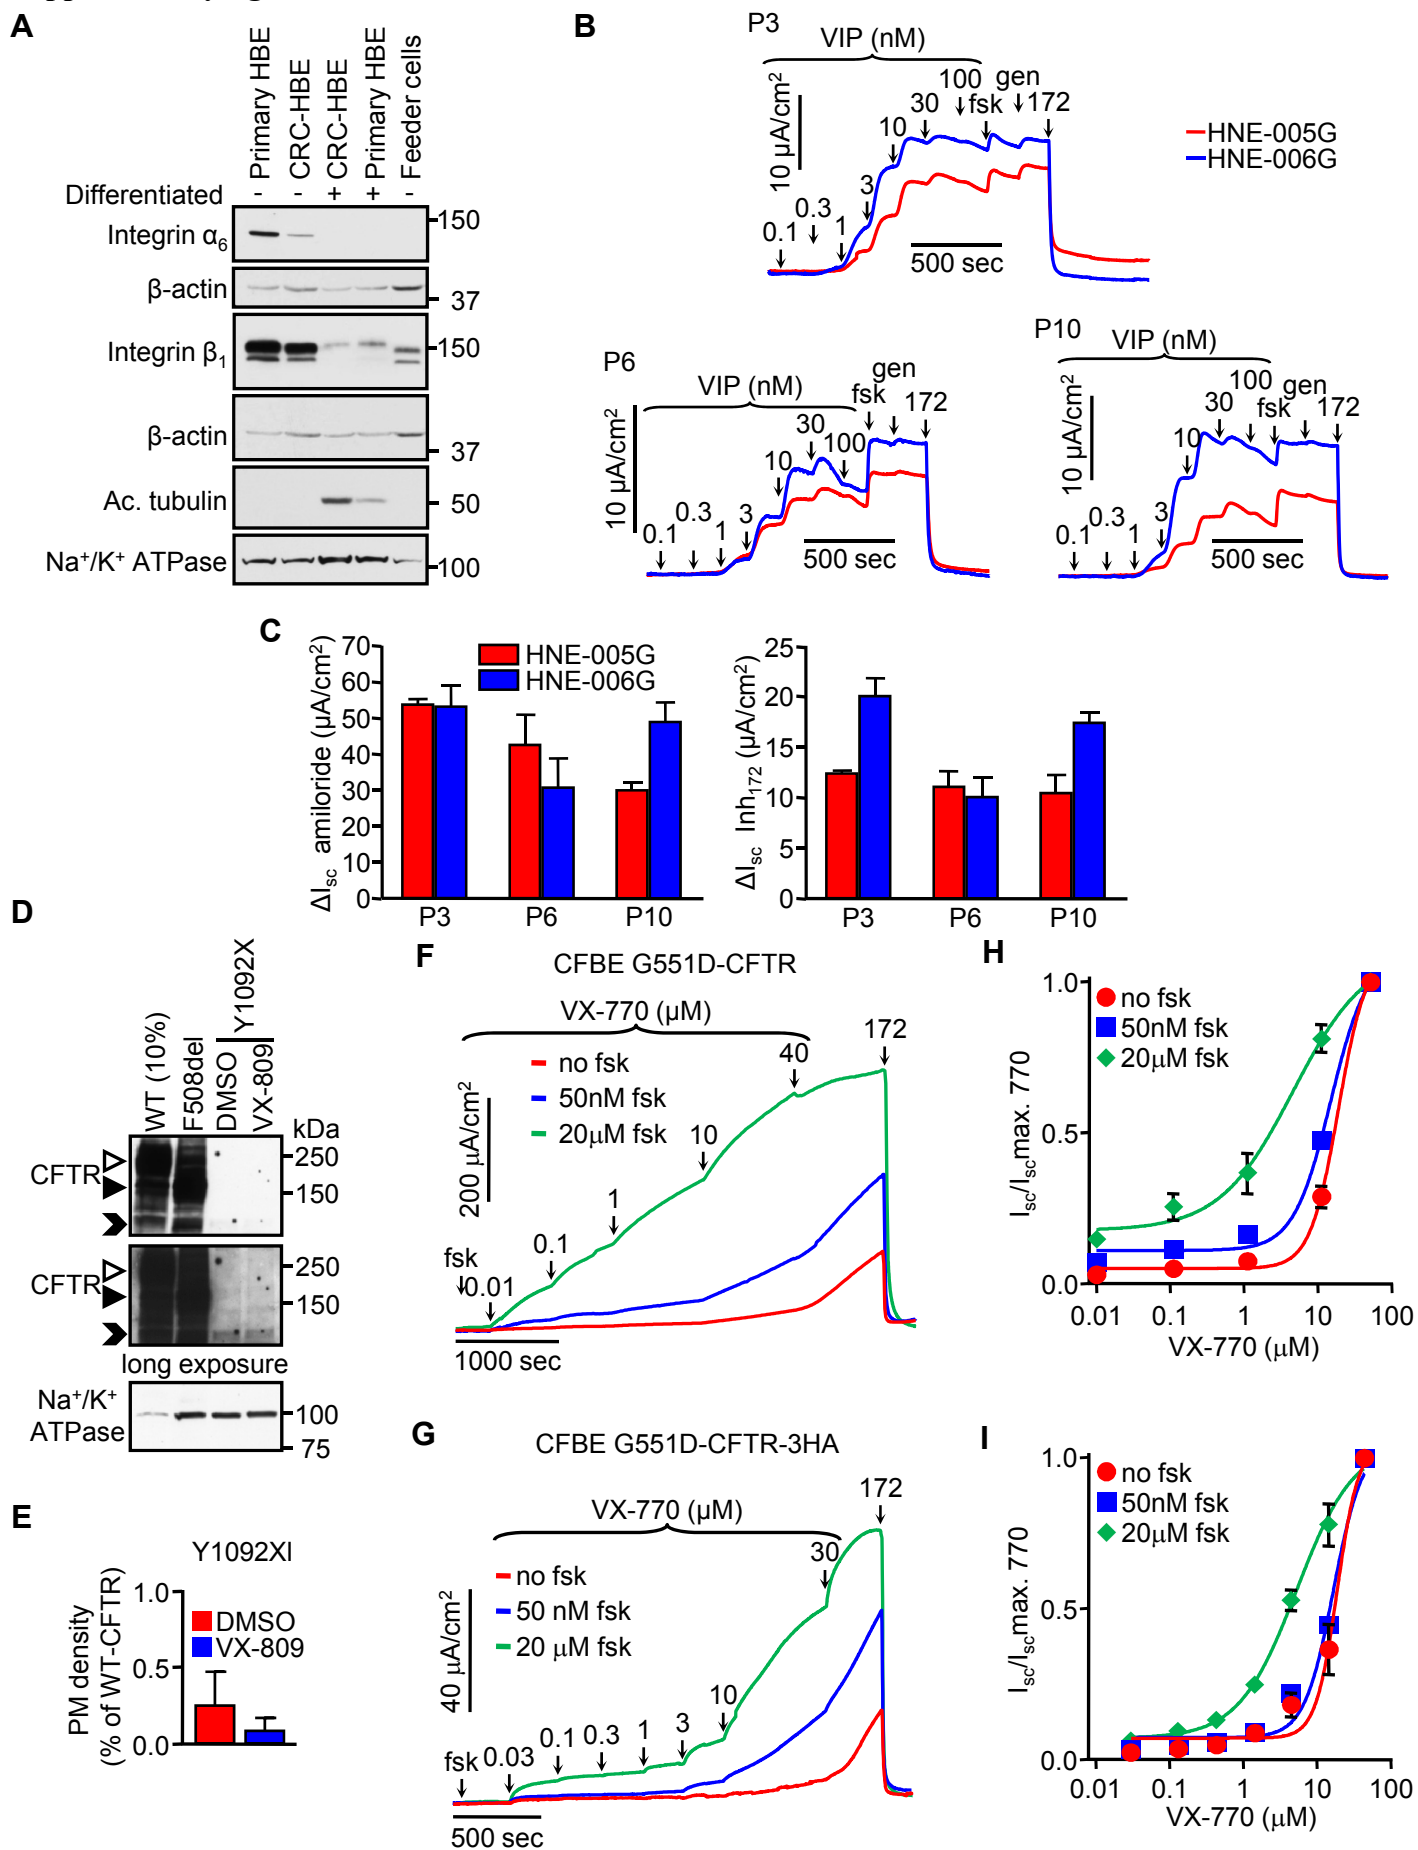 A
Primary HBE
CRC-HBE
CRC-HBE
Primary HBE
Feeder cells
Differentiated - - + + -
Integrin α6
150
β-actin
37
Integrin β1
150
β-actin
37
Ac. tubulin
50
Na+/K+ ATPase
100
B
P3
VIP (nM)
10 µA/cm2
0.1
0.3
1
3
10
30
100
fsk
gen
172
500 sec
HNE-005G
HNE-006G
P6
VIP (nM)
10 µA/cm2
0.1
0.3
1
3
10
30
100
fsk
gen
172
500 sec
P10
VIP (nM)
10 µA/cm2
0.1
0.3
1
3
10
30
100
fsk
gen
172
500 sec
C
ΔIsc amiloride (µA/cm2)
70
60
50
40
30
20
10
0
HNE-005G
HNE-006G
P3 P6 P10
ΔIsc Inh172 (µA/cm2)
25
20
15
10
5
0
P3 P6 P10
D
WT (10%)
F508del
DMSO
VX-809
Y1092X
kDa
CFTR
250
150
CFTR
250
150
long exposure
Na+/K+
ATPase
100
75
E
Y1092XI
PM density
(% of WT-CFTR)
1.0
0.5
0.0
DMSO
VX-809
F
CFBE G551D-CFTR
VX-770 (µM)
no fsk
50nM fsk
20µM fsk
200 µA/cm2
fsk
0.01
0.1
1
10
40
172
1000 sec
G
CFBE G551D-CFTR-3HA
VX-770 (µM)
no fsk
50 nM fsk
20 µM fsk
40 µA/cm2
fsk
0.03
0.1
0.3
1
3
10
30
172
500 sec
H
Isc/Iscmax. 770
1.0
0.5
0.0
no fsk
50nM fsk
20µM fsk
0.01 0.1 1 10 100
VX-770 (µM)
I
Isc/Iscmax. 770
1.0
0.5
0.0
no fsk
50nM fsk
20µM fsk
0.01 0.1 1 10 100
VX-770 (µM)